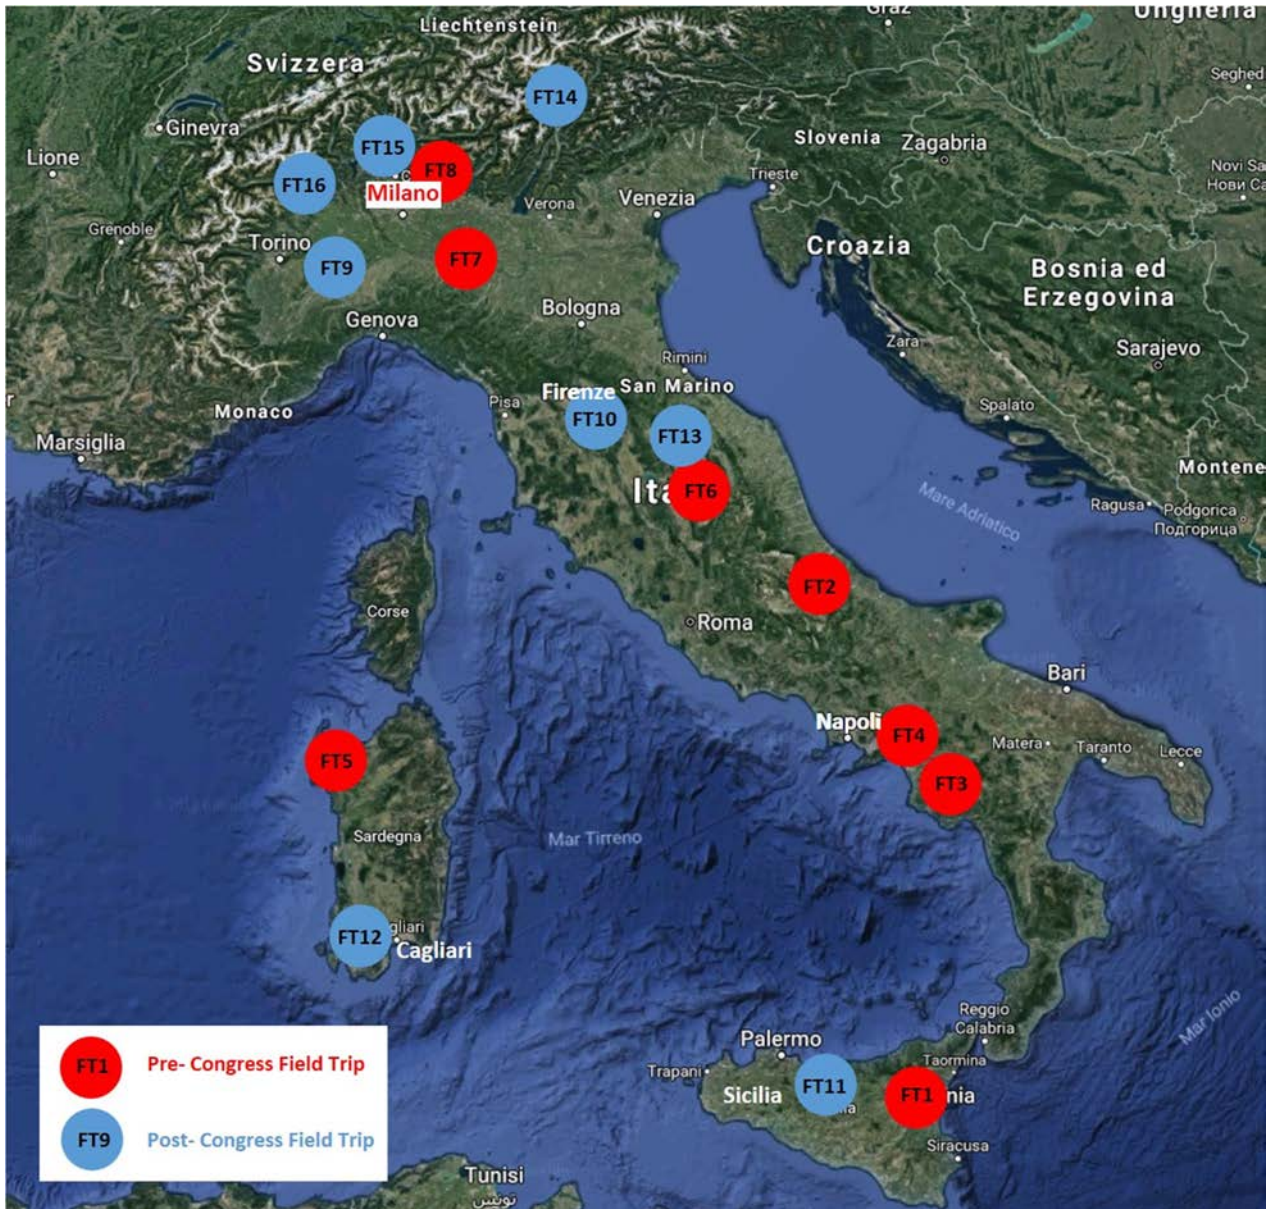 Graz
Ungheria
Liechtenstein
Svizzera
Seghed
FT14
Ginevra
Slovenia
Zagabria
Lione
FT15
FT8
Novi Sa
Нови Са
FT16
Milano
Trieste
Venezia
Verona
Grenoble
Torino
FT9
FT7
Croazia
Bosnia ed
Erzegovina
Bologna
Genova
Zara
Sarajevo
Rimini
San Marino
Firenze
Monaco
Pisa
FT10
FT13
Spalato
Marsiglia
Montene
Ita
FT6
Mare Adriatico
Ragusa
Podgorica
Подгорица
FT2
Corse
Roma
Bari
Napoli
FT4
Matera
Taranto
Lecce
FT5
FT3
Sardegna
Mar Tirreno
FT12
gliari
Cagliari
Reggio
Calabria
Mar Ionio
Palermo
Taormina
Trapani
Sicilia
FT11
FT1
nia
Siracusa
Tunisi
تونس
FT1
Pre- Congress Field Trip
FT9
Post- Congress Field Trip